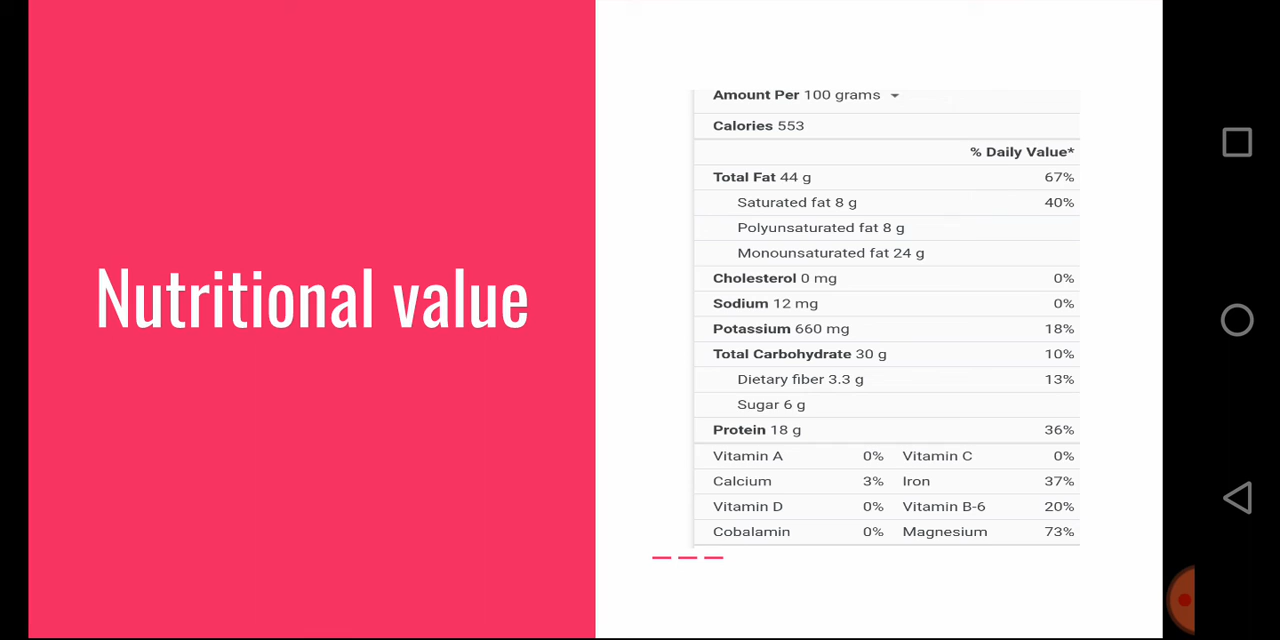 Nutritional value
Amount Per 100 grams
Calories 553
% Daily Value*
Total Fat 44 g 67%
Saturated fat 8 g 40%
Polyunsaturated fat 8 g
Monounsaturated fat 24 g
Cholesterol 0 mg 0%
Sodium 12 mg 0%
Potassium 660 mg 18%
Total Carbohydrate 30 g 10%
Dietary fiber 3.3 g 13%
Sugar 6 g
Protein 18 g 36%
Vitamin A 0% Vitamin C 0%
Calcium 3% Iron 37%
Vitamin D 0% Vitamin B-6 20%
Cobalamin 0% Magnesium 73%